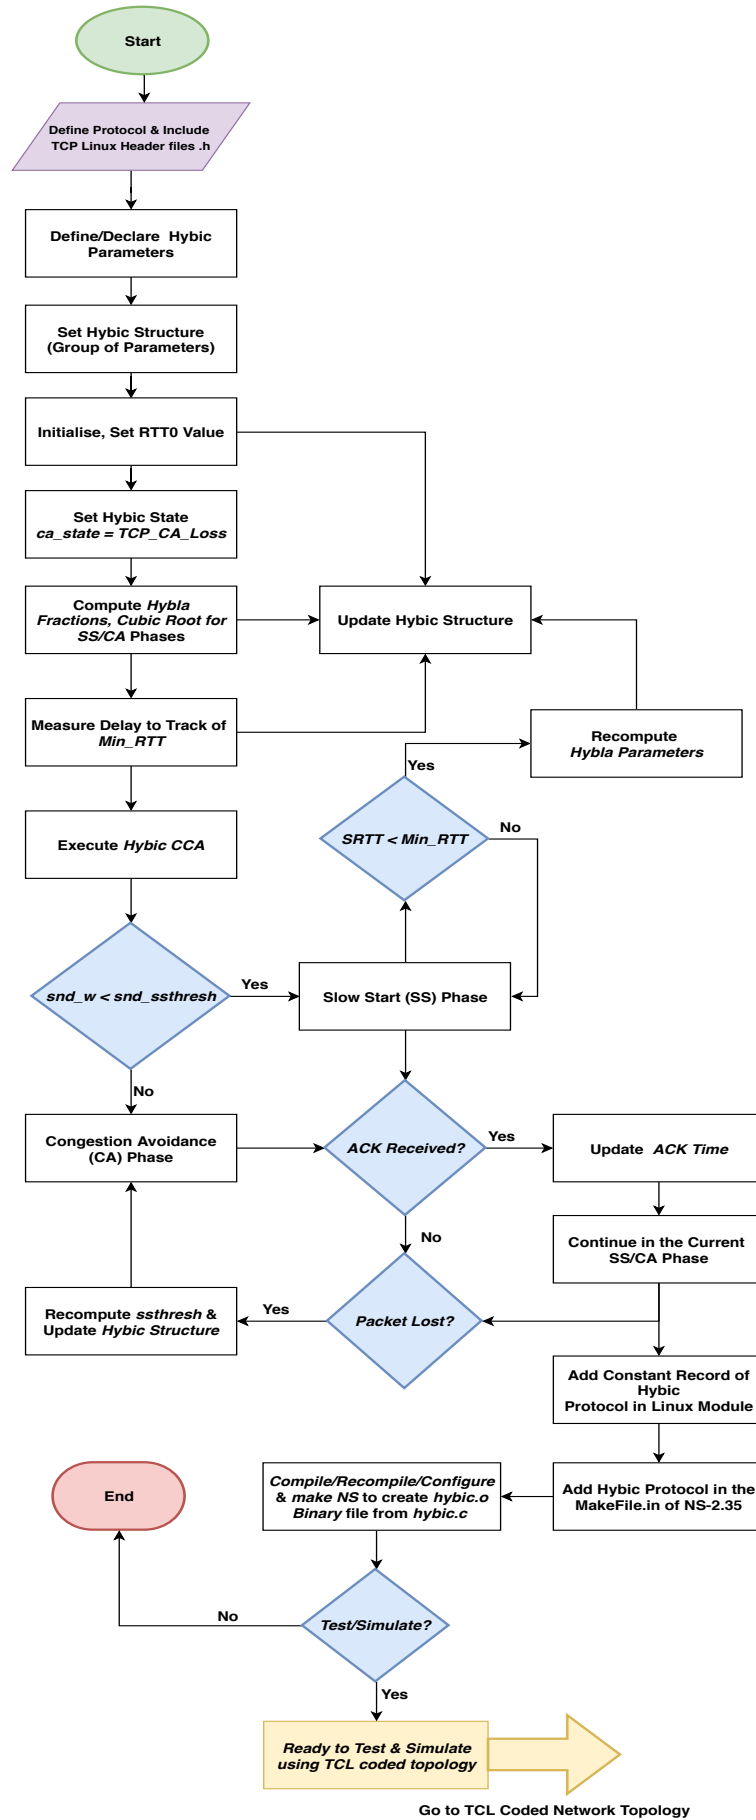 Start
Define Protocol & Include
TCP Linux Header files .h
Define/Declare Hybic
Parameters
Set Hybic Structure
(Group of Parameters)
Initialise, Set RTT0 Value
Set Hybic State
ca_state = TCP_CA_Loss
Compute Hybla
Fractions, Cubic Root for
SS/CA Phases
Update Hybic Structure
Measure Delay to Track of
Min_RTT
Recompute
Hybla Parameters
Yes
SRTT < Min_RTT
No
Execute Hybic CCA
snd_w < snd_ssthresh
Yes
Slow Start (SS) Phase
No
Congestion Avoidance
(CA) Phase
ACK Received?
Yes
Update ACK Time
No
Continue in the Current
SS/CA Phase
Recompute ssthresh &
Update Hybic Structure
Yes
Packet Lost?
Add Constant Record of
Hybic
Protocol in Linux Module
End
Compile/Recompile/Configure
& make NS to create hybic.o
Binary file from hybic.c
Add Hybic Protocol in the
MakeFile.in of NS-2.35
No
Test/Simulate?
Yes
Ready to Test & Simulate
using TCL coded topology
Go to TCL Coded Network Topology